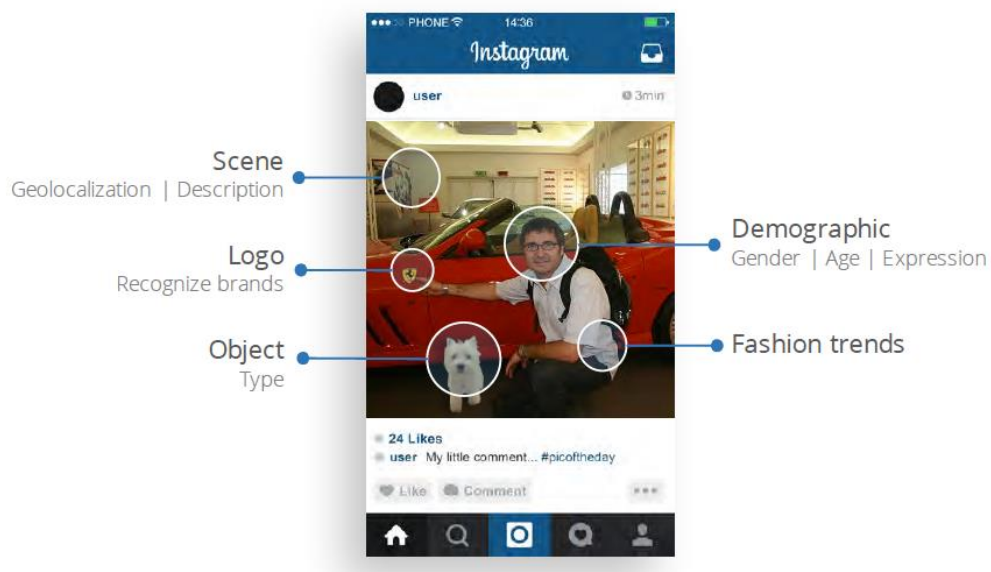 PHONE 14:36
Instagram
user 3min
Scene
Geolocalization | Description
Logo
Recognize brands
Object
Type
Demographic
Gender | Age | Expression
Fashion trends
24 Likes
user My little comment... #picoftheday
Like Comment